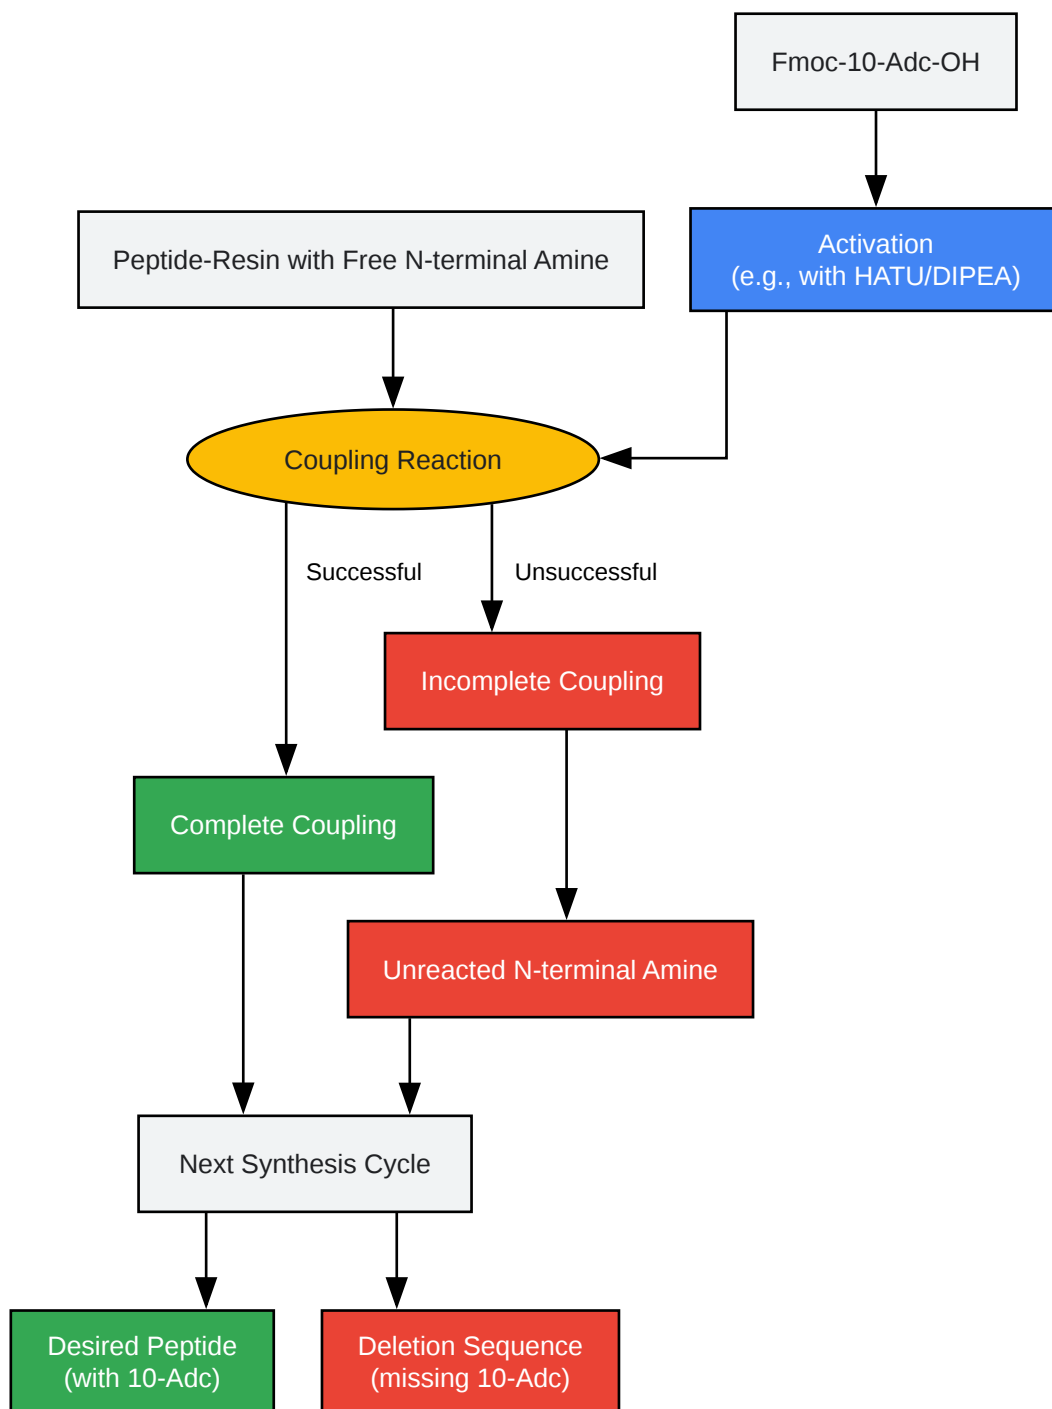 Fmoc-10-Adc-OH
Activation
(e.g., with HATU/DIPEA)
Peptide-Resin with Free N-terminal Amine
Coupling Reaction
Successful
Unsuccessful
Incomplete Coupling
Complete Coupling
Unreacted N-terminal Amine
Next Synthesis Cycle
Desired Peptide
(with 10-Adc)
Deletion Sequence
(missing 10-Adc)